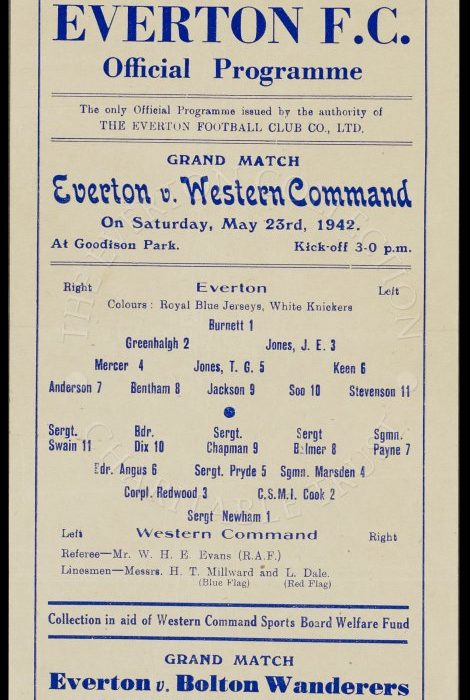 EVERTON F.C.
Official Programme
The only Official Programme issued by the authority of
THE EVERTON FOOTBALL CLUB CO., LTD.
GRAND MATCH
Everton v. Western Command
On Saturday, May 23rd, 1942.
At Goodison Park. Kick-off 3-0 p.m.
Right Everton Left
Colours : Royal Blue Jerseys, White Knickers
Burnett 1
Greenhalgh 2 Jones, J. E. 3
Mercer 4 Jones, T. G. 5 Keen 6
Anderson 7 Bentham 8 Jackson 9 Soo 10 Stevenson 11
Sergt. Bdr. Sergt. Sergt Sgmn.
Swain 11 Dix 10 Chapman 9 Balmer 8 Payne 7
Edr. Angus 6 Sergt. Pryde 5 Sgmn. Marsden 4
Corpl. Redwood 3 C.S.M.I. Cook 2
Sergt Newham 1
Left Western Command Right
Referee—Mr. W. H. E. Evans (R.A.F.)
Linesmen—Messrs. H. T. Millward and L. Dale.
(Blue Flag) (Red Flag)
Collection in aid of Western Command Sports Board Welfare Fund
GRAND MATCH
Everton v. Bolton Wanderers